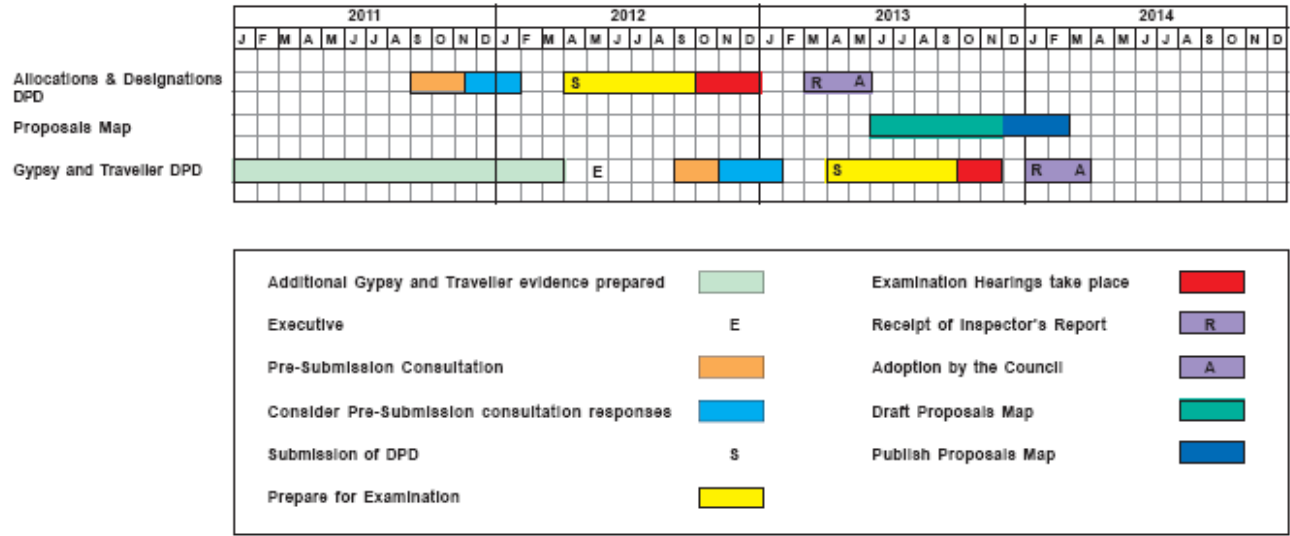 2011 2012 2013 2014
J F M A M J J A S O N D J F M A M J J A S O N D J F M A M J J A S O N D J F M A M J J A S O N D
Allocations & Designations
DPD
S R A
Proposals Map
Gypsy and Traveller DPD E S R A
Additional Gypsy and Traveller evidence prepared
Executive E
Pre-Submission Consultation
Consider Pre-Submission consultation responses
Submission of DPD S
Prepare for Examination
Examination Hearings take place
Receipt of Inspector's Report R
Adoption by the Council A
Draft Proposals Map
Publish Proposals Map